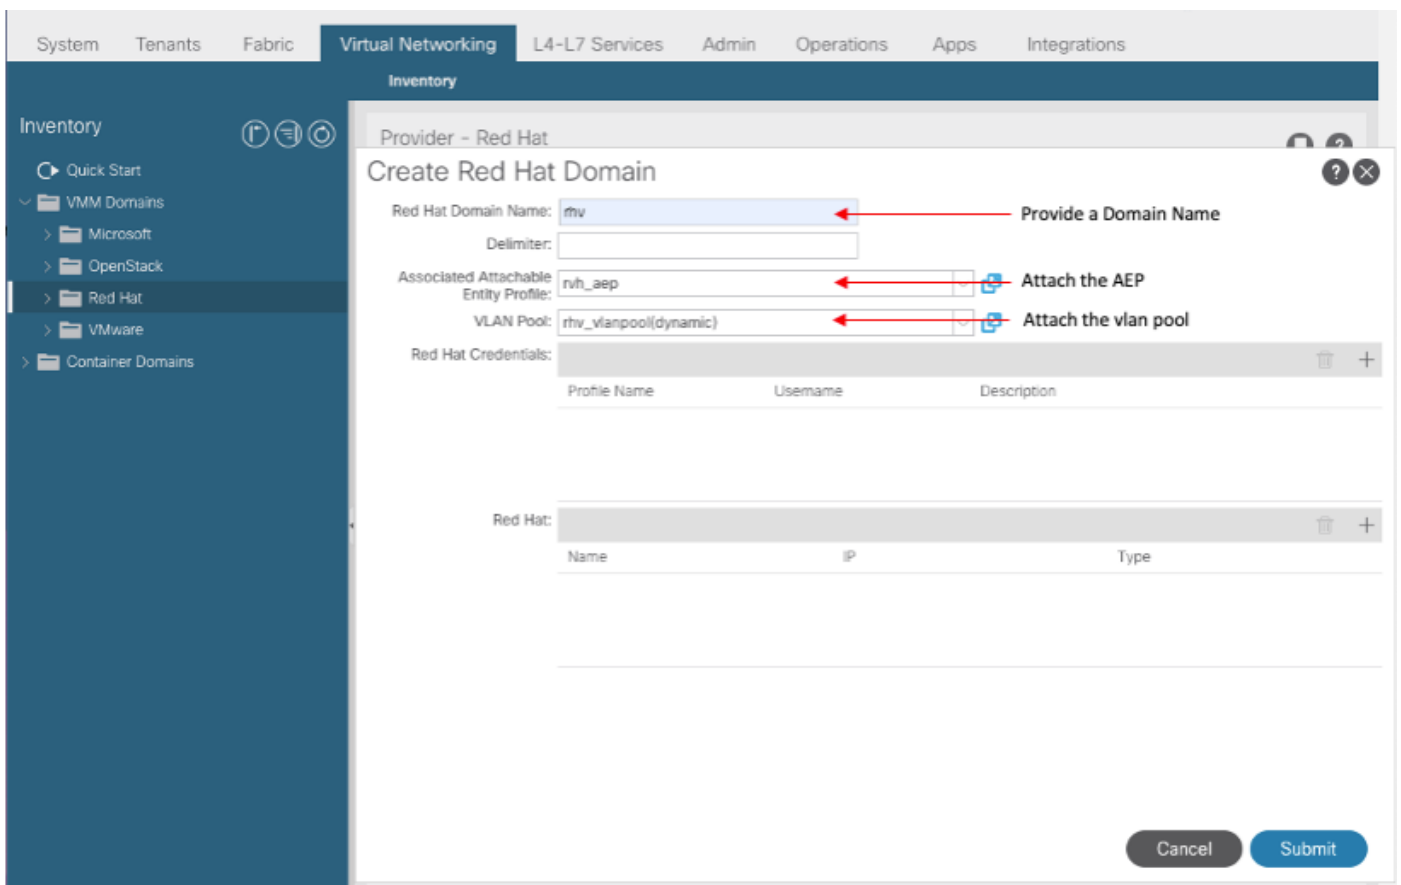 System Tenants Fabric Virtual Networking L4-L7 Services Admin Operations Apps Integrations
Inventory
Inventory
Quick Start
VMM Domains
Microsoft
OpenStack
Red Hat
VMware
Container Domains
Provider - Red Hat
Create Red Hat Domain
Red Hat Domain Name: rhv Provide a Domain Name
Delimiter:
Associated Attachable
Entity Profile: rvh_aep Attach the AEP
VLAN Pool: rhv_vlanpool(dynamic) Attach the vlan pool
Red Hat Credentials:
Profile Name Username Description
Red Hat:
Name IP Type
Cancel Submit